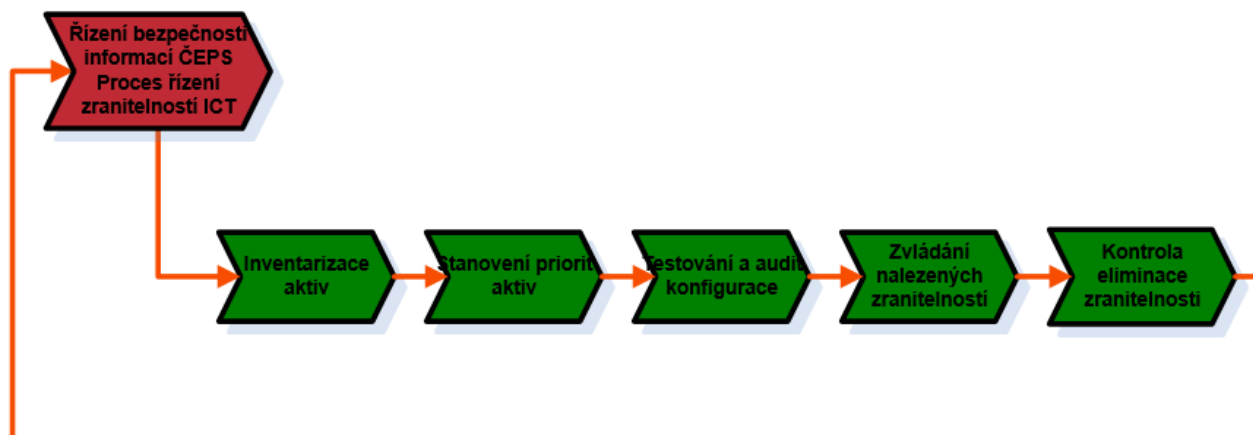 Řízení bezpečnosti
informací ČEPS
Proces řízení
zranitelností ICT
Inventarizace
aktiv
Stanovení priorit
aktiv
Testování a audit
konfigurace
Zvládání
nalezených
zranitelností
Kontrola
eliminace
zranitelnosti